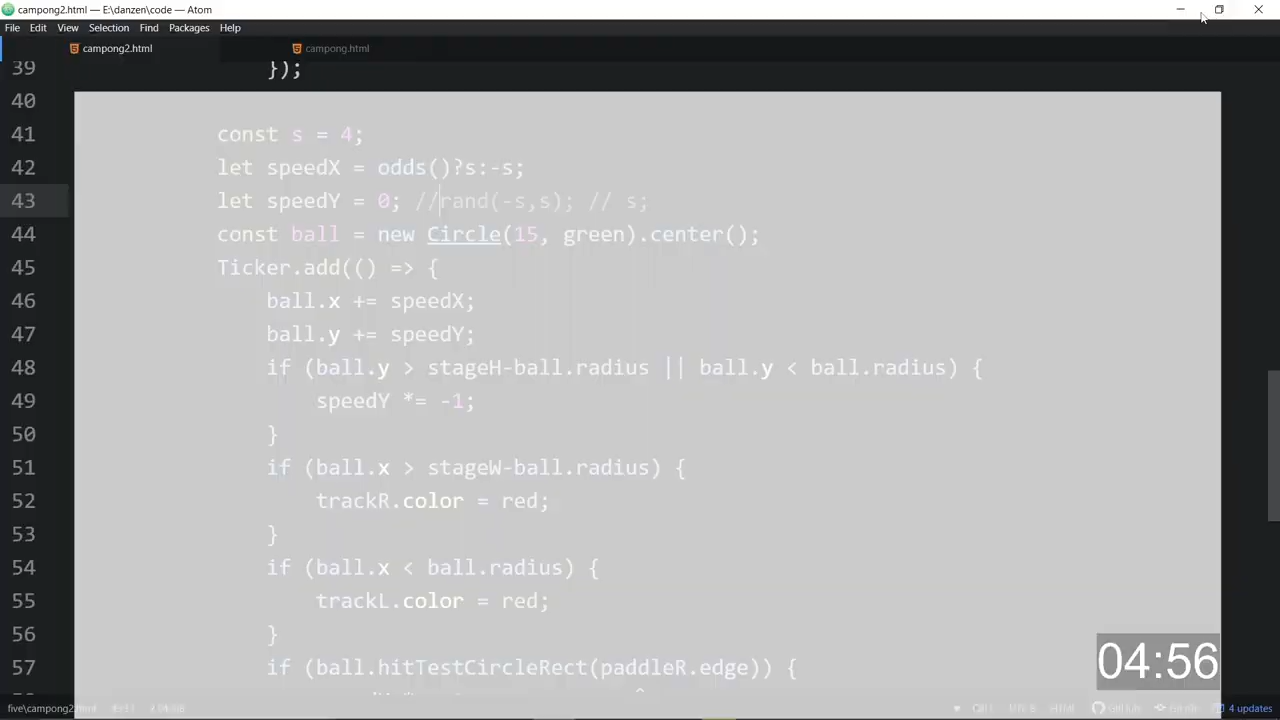 campong2.html — E:\danzen\code — Atom
File Edit View Selection Find Packages Help
campong2.html campong.html
39 });
40
41 const s = 4;
42 let speedX = odds()?s:-s;
43 let speedY = 0; //rand(-s,s); // s;
44 const ball = new Circle(15, green).center();
45 Ticker.add(() => {
46 ball.x += speedX;
47 ball.y += speedY;
48 if (ball.y > stageH-ball.radius || ball.y < ball.radius) {
49 speedY *= -1;
50 }
51 if (ball.x > stageW-ball.radius) {
52 trackR.color = red;
53 }
54 if (ball.x < ball.radius) {
55 trackL.color = red;
56 }
57 if (ball.hitTestCircleRect(paddleR.edge)) {
04:56
five\campong2.html GitHub 4 updates